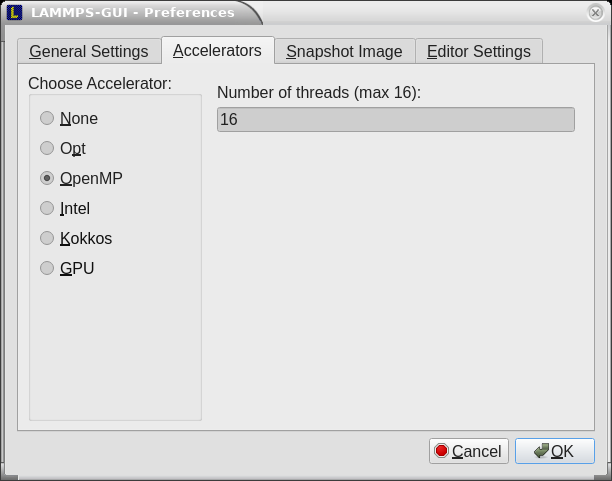 LAMMPS-GUI - Preferences
General Settings Accelerators Snapshot Image Editor Settings
Choose Accelerator:
None
Opt
OpenMP
Intel
Kokkos
GPU
Number of threads (max 16):
16
Cancel OK